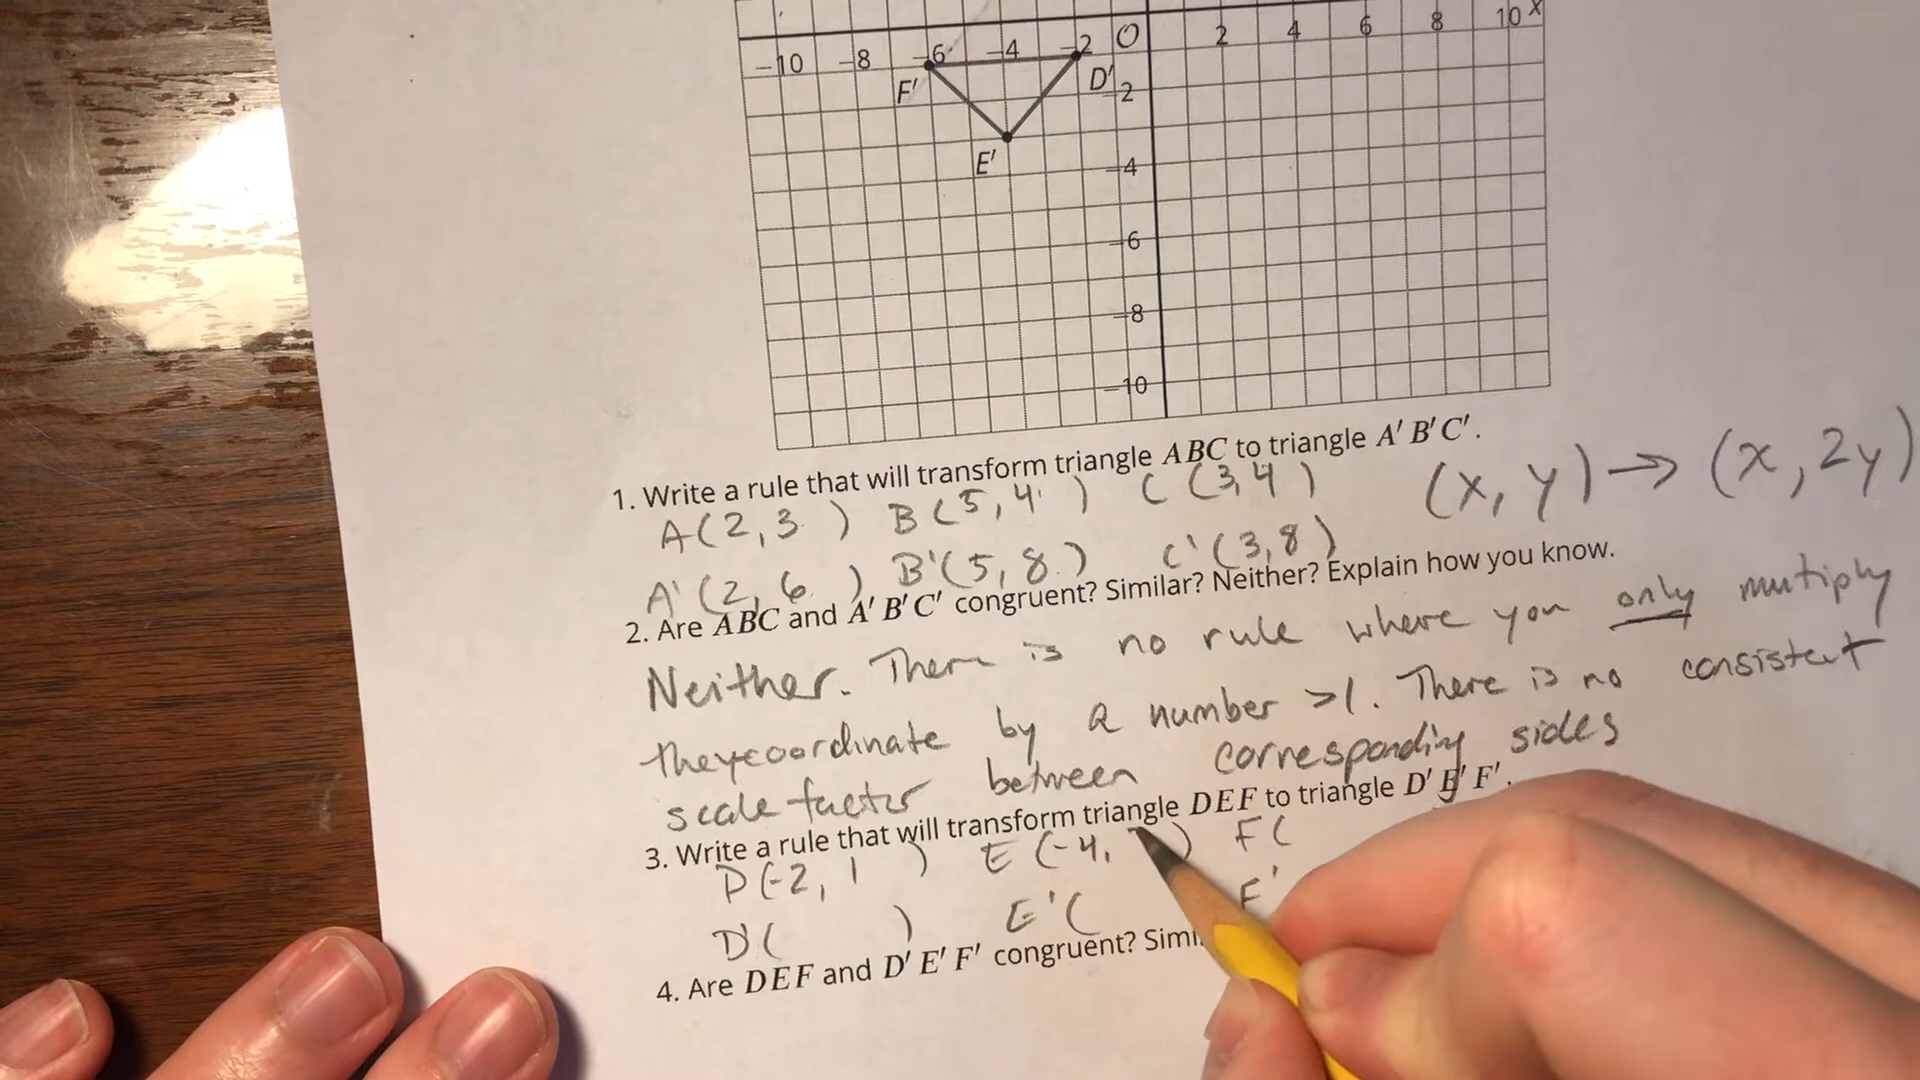 -10 -8 -6 -4 -2 O 2 4 6 8 10 x
F' D' -2
E' -4
-6
-8
-10
1. Write a rule that will transform triangle ABC to triangle A' B' C'.
A(2,3 ) B(5,4 ) C(3,4) (x,y)→(x,2y)
A'(2,6 ) B'(5,8 ) C'(3,8)
2. Are ABC and A' B' C' congruent? Similar? Neither? Explain how you know.
Neither. There is no rule where you only multiply
the y coordinate by a number >1. There is no consistent
scale factor between corresponding sides
3. Write a rule that will transform triangle DEF to triangle D' E' F'.
D(-2, 1 ) E(-4, ) F(
D'( ) E'( F'
4. Are DEF and D' E' F' congruent? Simi